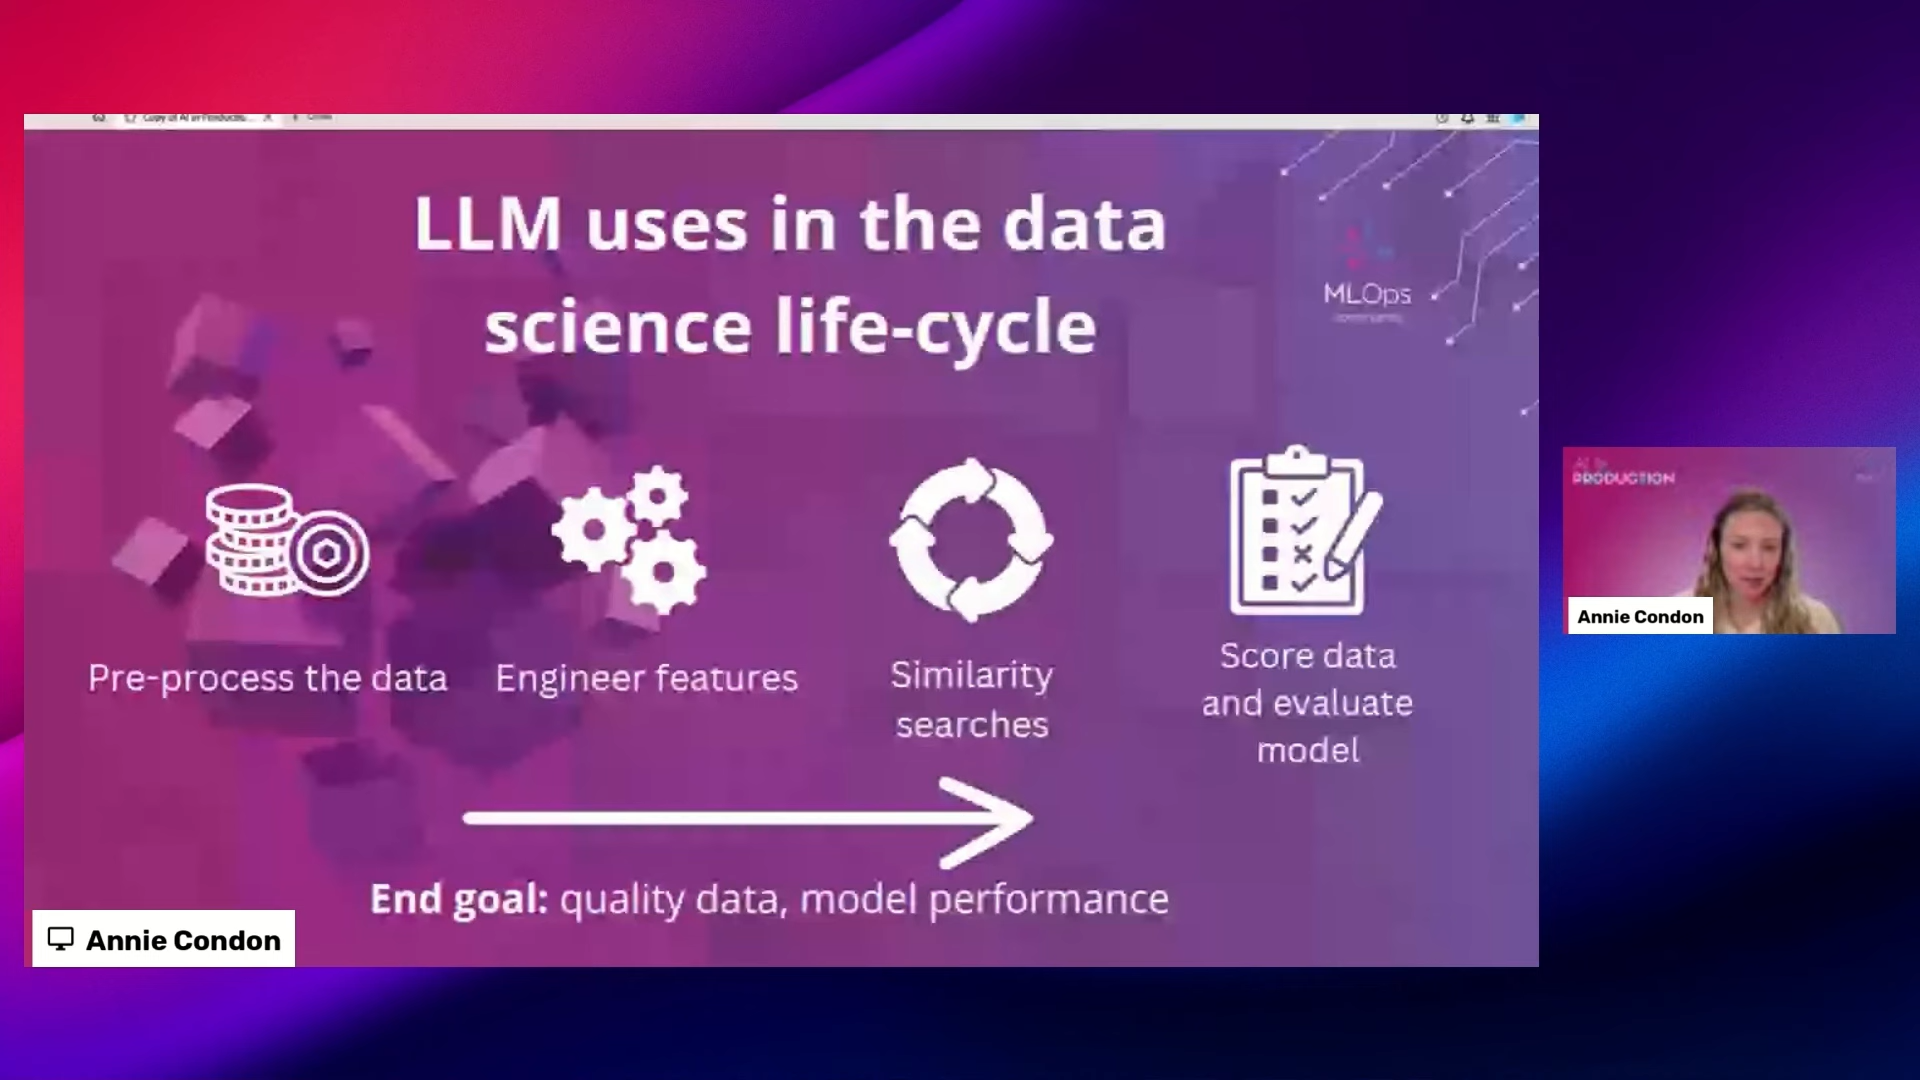 LLM uses in the data
science life-cycle
MLOps
Pre-process the data
Engineer features
Similarity
searches
Score data
and evaluate
model
End goal: quality data, model performance
Annie Condon
PRODUCTION
Annie Condon